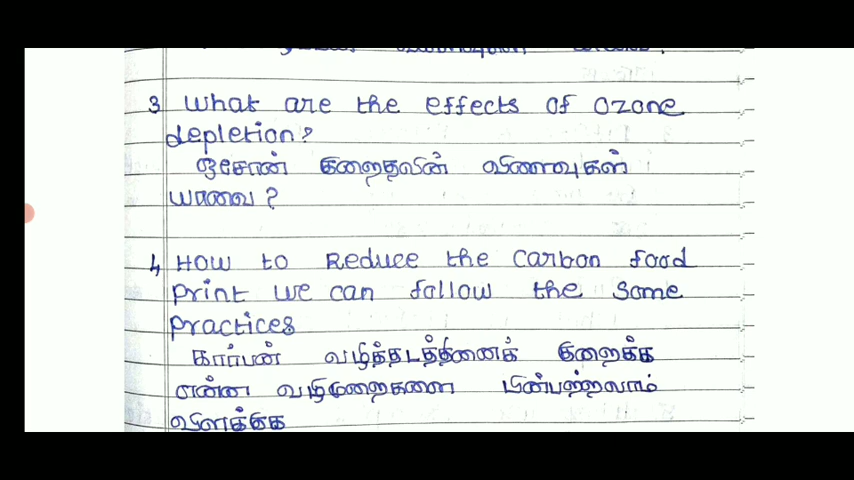 3 What are the effects of ozone
depletion?
ஓசோன் குறைதலின் விளைவுகள்
யாவை?
4 How to Reduce the carbon food
print we can follow the some
practices
கார்பன் வழித்தடத்தினைக் குறைக்க
என்ன வழிமுறைகளை பின்பற்றலாம்
விளக்குக